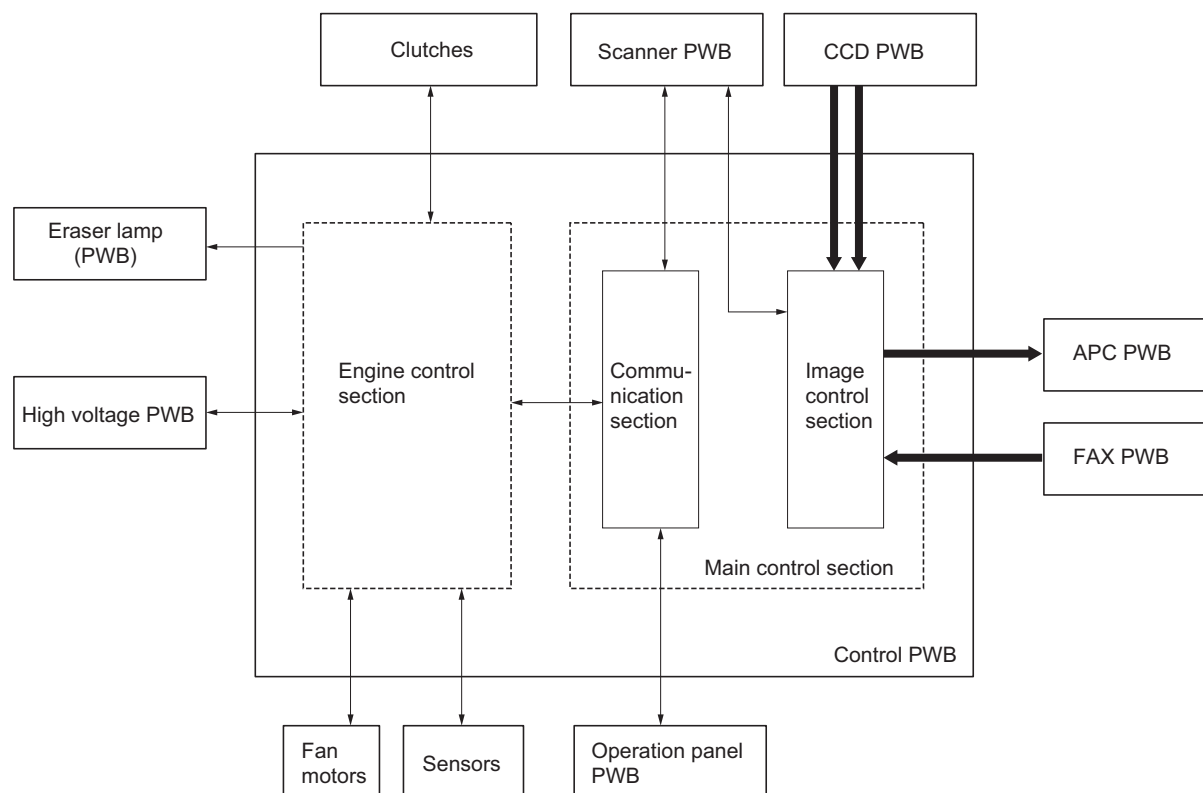 Clutches
Scanner PWB
CCD PWB
Eraser lamp
(PWB)
High voltage PWB
Engine control
section
Commu-
nication
section
Image
control
section
APC PWB
FAX PWB
Main control section
Control PWB
Fan
motors
Sensors
Operation panel
PWB